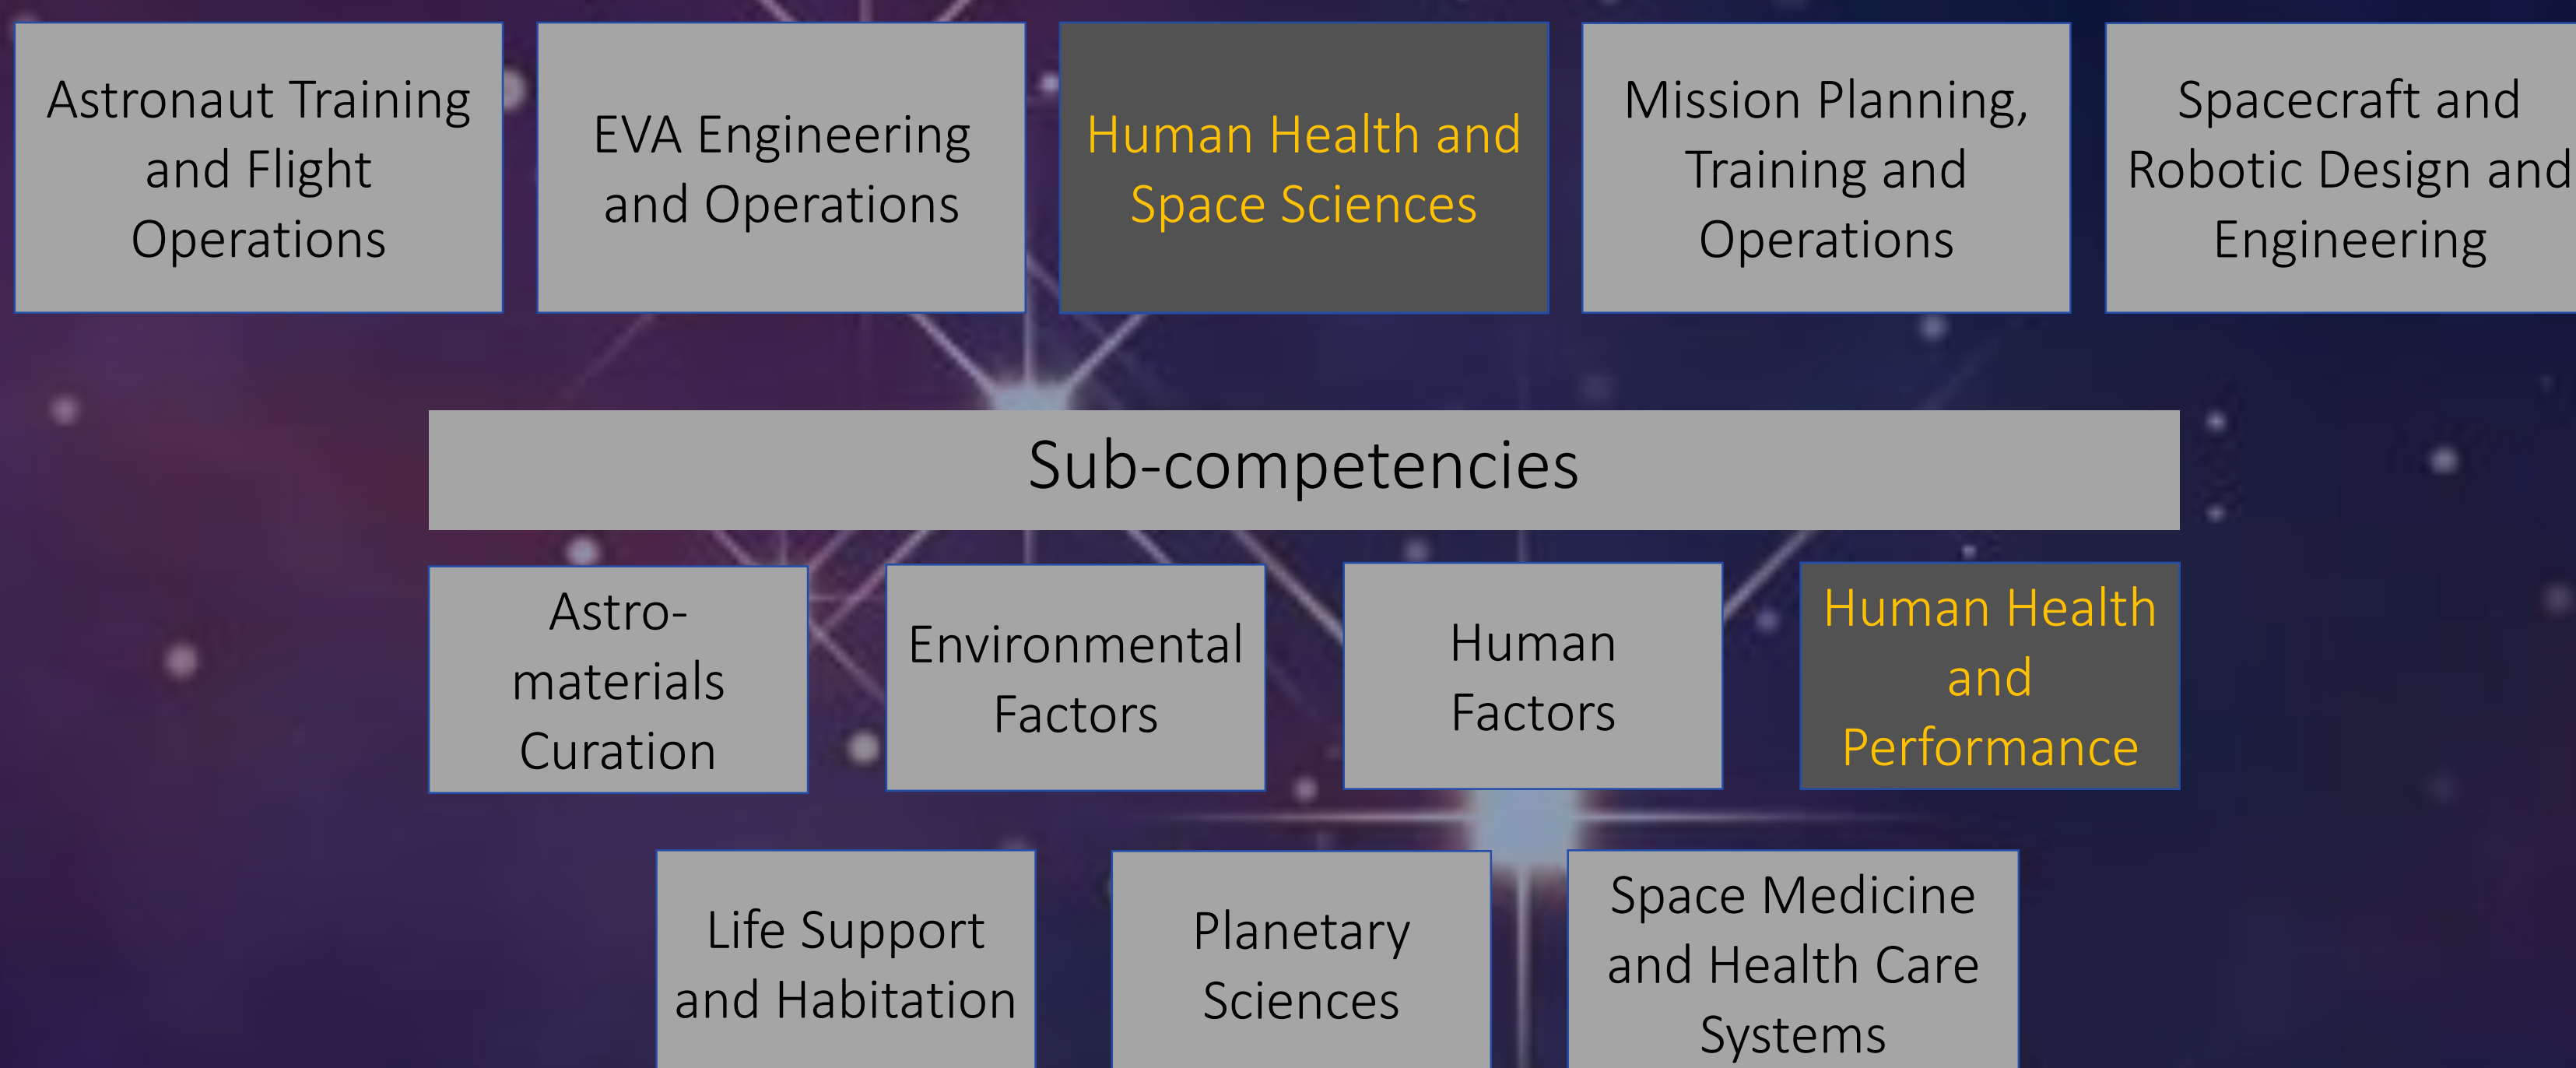 Astronaut Training
and Flight
Operations
EVA Engineering
and Operations
Human Health and
Space Sciences
Mission Planning,
Training and
Operations
Spacecraft and
Robotic Design and
Engineering
Sub-competencies
Astro-
materials
Curation
Environmental
Factors
Human
Factors
Human Health
and
Performance
Life Support
and Habitation
Planetary
Sciences
Space Medicine
and Health Care
Systems